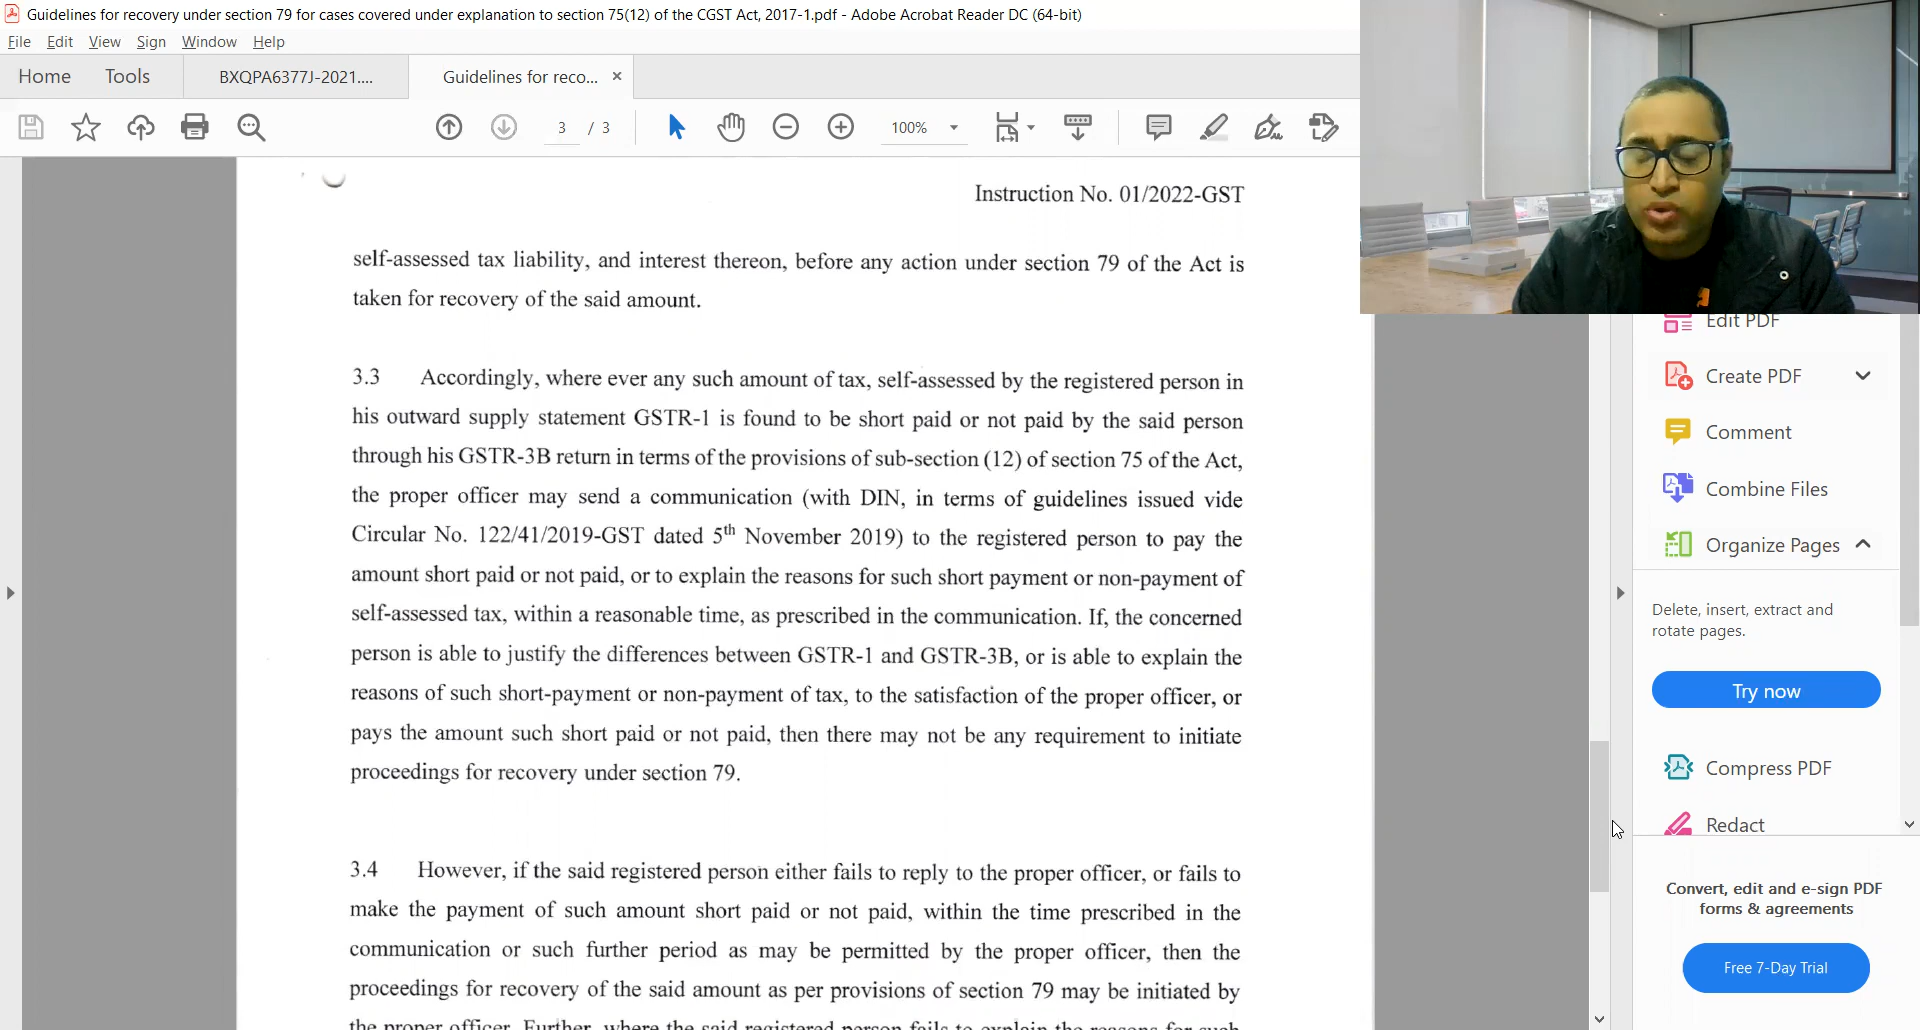 Guidelines for recovery under section 79 for cases covered under explanation to section 75(12) of the CGST Act, 2017-1.pdf - Adobe Acrobat Reader DC (64-bit)
File Edit View Sign Window Help
Home Tools BXQPA6377J-2021.... Guidelines for reco... ×
3 / 3 100%
Instruction No. 01/2022-GST
self-assessed tax liability, and interest thereon, before any action under section 79 of the Act is
taken for recovery of the said amount.
3.3 Accordingly, where ever any such amount of tax, self-assessed by the registered person in
his outward supply statement GSTR-1 is found to be short paid or not paid by the said person
through his GSTR-3B return in terms of the provisions of sub-section (12) of section 75 of the Act,
the proper officer may send a communication (with DIN, in terms of guidelines issued vide
Circular No. 122/41/2019-GST dated 5th November 2019) to the registered person to pay the
amount short paid or not paid, or to explain the reasons for such short payment or non-payment of
self-assessed tax, within a reasonable time, as prescribed in the communication. If, the concerned
person is able to justify the differences between GSTR-1 and GSTR-3B, or is able to explain the
reasons of such short-payment or non-payment of tax, to the satisfaction of the proper officer, or
pays the amount such short paid or not paid, then there may not be any requirement to initiate
proceedings for recovery under section 79.
3.4 However, if the said registered person either fails to reply to the proper officer, or fails to
make the payment of such amount short paid or not paid, within the time prescribed in the
communication or such further period as may be permitted by the proper officer, then the
proceedings for recovery of the said amount as per provisions of section 79 may be initiated by
the proper officer. Further, where the said registered person fails to explain the reasons for such
Edit PDF
Create PDF
Comment
Combine Files
Organize Pages
Delete, insert, extract and
rotate pages.
Try now
Compress PDF
Redact
Convert, edit and e-sign PDF
forms & agreements
Free 7-Day Trial